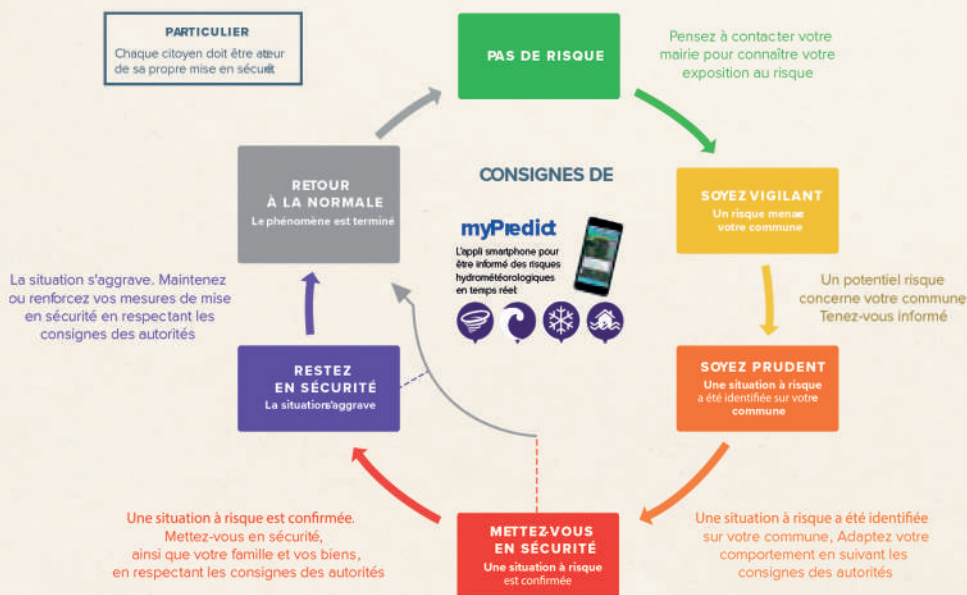 PARTICULIER
Chaque citoyen doit être ateur
de sa propre mise en sécurit
PAS DE RISQUE
Pensez à contacter votre
mairie pour connaître votre
exposition au risque
RETOUR
À LA NORMALE
Le phénomène est terminé
CONSIGNES DE
myPredict
L'appli smartphone pour
être informé des risques
hydrométéorologiques
en temps réel
SOYEZ VIGILANT
Un risque menae
votre commune
La situation s'aggrave. Maintenez
ou renforcez vos mesures de mise
en sécurité en respectant les
consignes des autorités
Un potentiel risque
concerne votre commune
Tenez-vous informé
RESTEZ
EN SÉCURITÉ
La situations'aggrave
SOYEZ PRUDENT
Une situation à risque
a été identifiée sur votre
commune
Une situation à risque est confirmée.
Mettez-vous en sécurité,
ainsi que votre famille et vos biens,
en respectant les consignes des autorités
METTEZ-VOUS
EN SÉCURITÉ
Une situation à risque
est confirmée
Une situation à risque a été identifiée
sur votre commune, Adaptez votre
comportement en suivant les
consignes des autorités